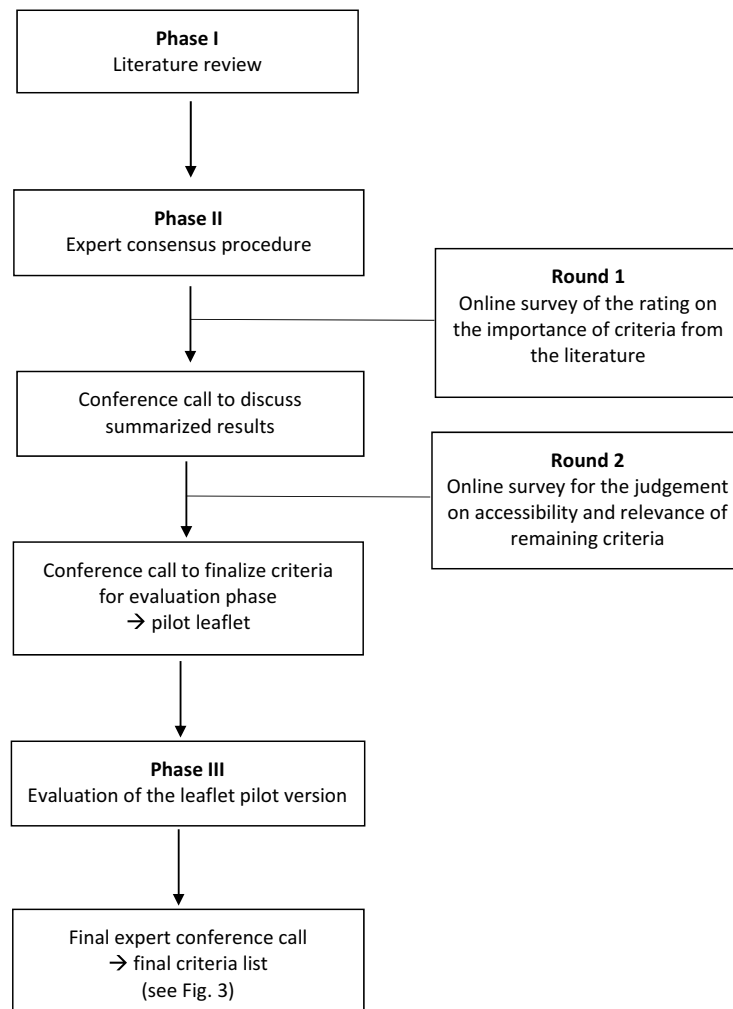 Phase I
Literature review
Phase II
Expert consensus procedure
Round 1
Online survey of the rating on
the importance of criteria from
the literature
Conference call to discuss
summarized results
Round 2
Online survey for the judgement
on accessibility and relevance of
remaining criteria
Conference call to finalize criteria
for evaluation phase
→ pilot leaflet
Phase III
Evaluation of the leaflet pilot version
Final expert conference call
→ final criteria list
(see Fig. 3)